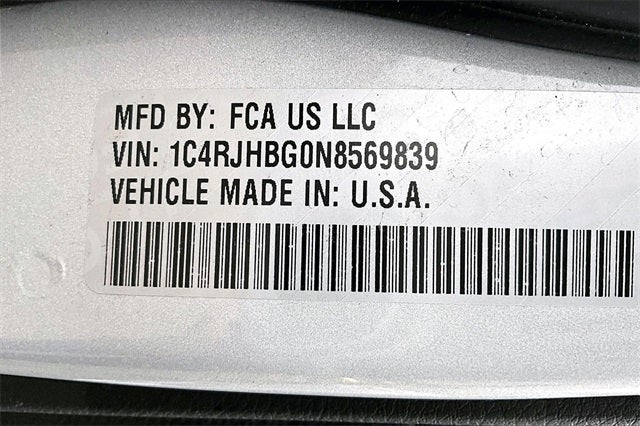 MFD BY: FCA US LLC
VIN: 1C4RJHBG0N8569839
VEHICLE MADE IN: U.S.A.